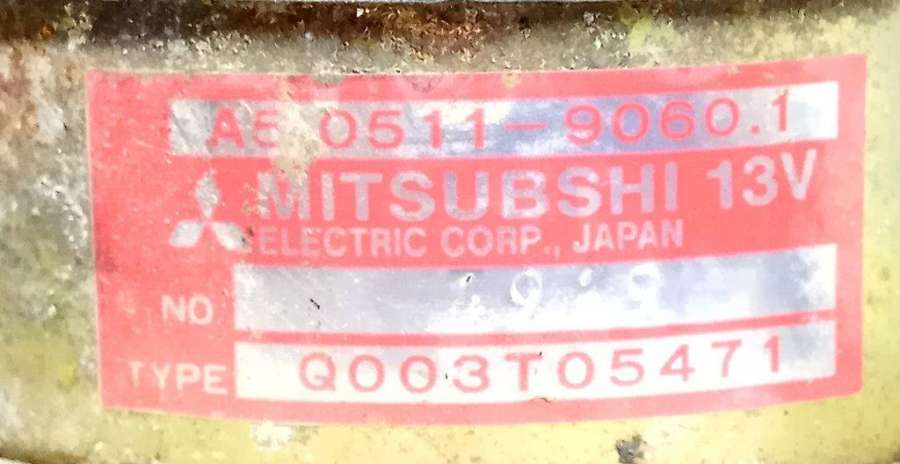 A5 0511-9060.1
MITSUBSHI 13V
ELECTRIC CORP., JAPAN
NO
TYPE Q003T05471